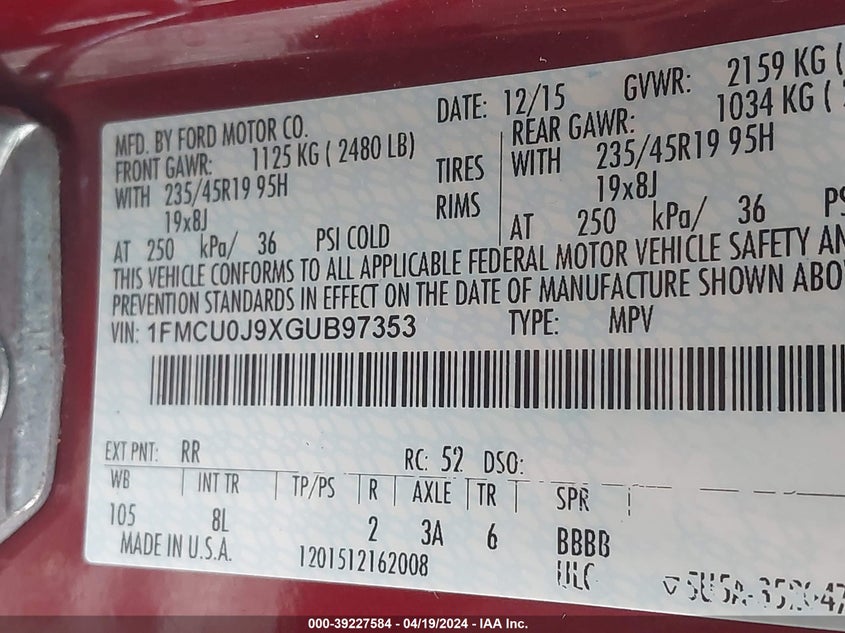 MFD. BY FORD MOTOR CO. DATE: 12/15 GVWR: 2159 KG (
FRONT GAWR: 1125 KG ( 2480 LB) REAR GAWR: 1034 KG (
WITH 235/45R19 95H TIRES WITH 235/45R19 95H
19x8J RIMS 19x8J
AT 250 kPa/ 36 PSI COLD AT 250 kPa/ 36 PS
THIS VEHICLE CONFORMS TO ALL APPLICABLE FEDERAL MOTOR VEHICLE SAFETY AN
PREVENTION STANDARDS IN EFFECT ON THE DATE OF MANUFACTURE SHOWN ABO
VIN: 1FMCU0J9XGUB97353 TYPE: MPV
EXT PNT: RR RC: 52 DSO:
WB INT TR TP/PS R AXLE TR SPR
105 8L 2 3A 6 BBBB
MADE IN U.S.A. 1201512162008 ULC
000-39227584 - 04/19/2024 - IAA Inc.